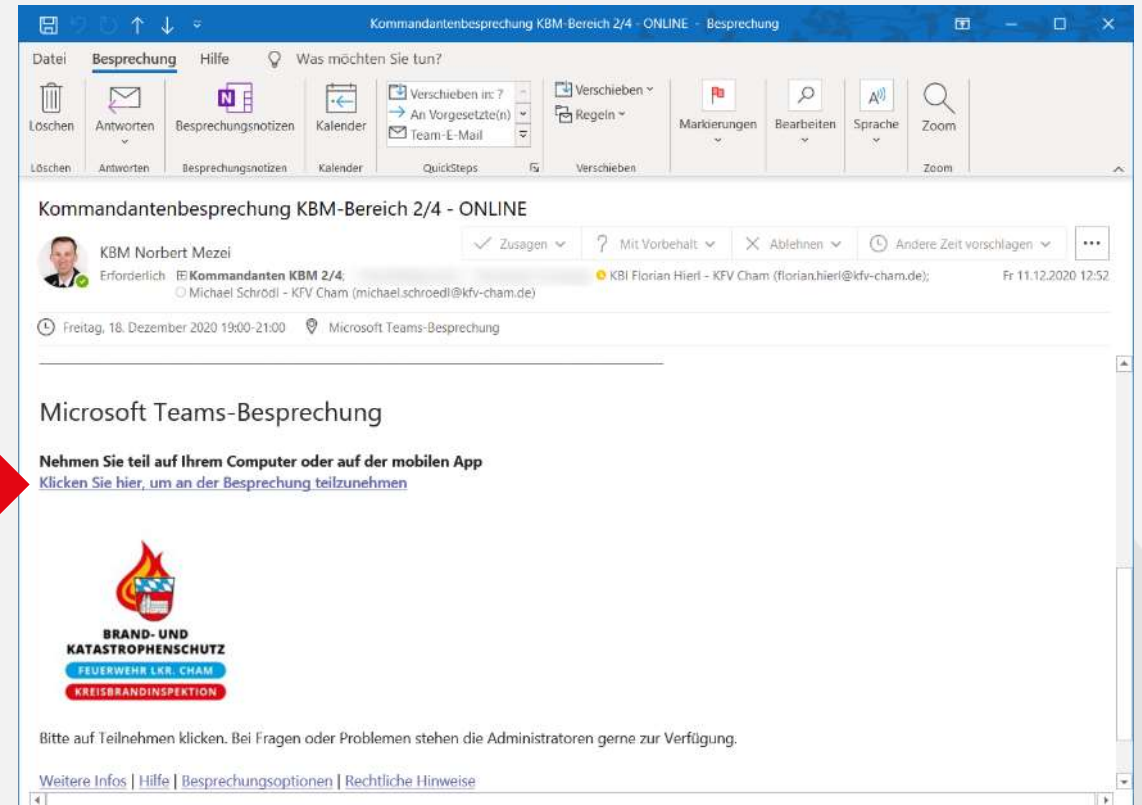 Kommandantenbesprechung KBM-Bereich 2/4 - ONLINE - Besprechung
Datei Besprechung Hilfe Was möchten Sie tun?
Löschen Antworten Besprechungsnotizen Kalender
Verschieben in: ?
An Vorgesetzte(n)
Team-E-Mail
Verschieben
Regeln
Markierungen Bearbeiten Sprache Zoom
Löschen Antworten Besprechungsnotizen Kalender QuickSteps Verschieben Zoom
Kommandantenbesprechung KBM-Bereich 2/4 - ONLINE
KBM Norbert Mezei
Zusagen ? Mit Vorbehalt Ablehnen Andere Zeit vorschlagen ...
Erforderlich Kommandanten KBM 2/4; KBI Florian Hierl - KFV Cham (florian.hierl@kfv-cham.de); Fr 11.12.2020 12:52
Michael Schrödl - KFV Cham (michael.schroedl@kfv-cham.de)
Freitag, 18. Dezember 2020 19:00-21:00 Microsoft Teams-Besprechung
Microsoft Teams-Besprechung
Nehmen Sie teil auf Ihrem Computer oder auf der mobilen App
Klicken Sie hier, um an der Besprechung teilzunehmen
BRAND- UND
KATASTROPHENSCHUTZ
FEUERWEHR LKR. CHAM
KREISBRANDINSPEKTION
Bitte auf Teilnehmen klicken. Bei Fragen oder Problemen stehen die Administratoren gerne zur Verfügung.
Weitere Infos | Hilfe | Besprechungsoptionen | Rechtliche Hinweise